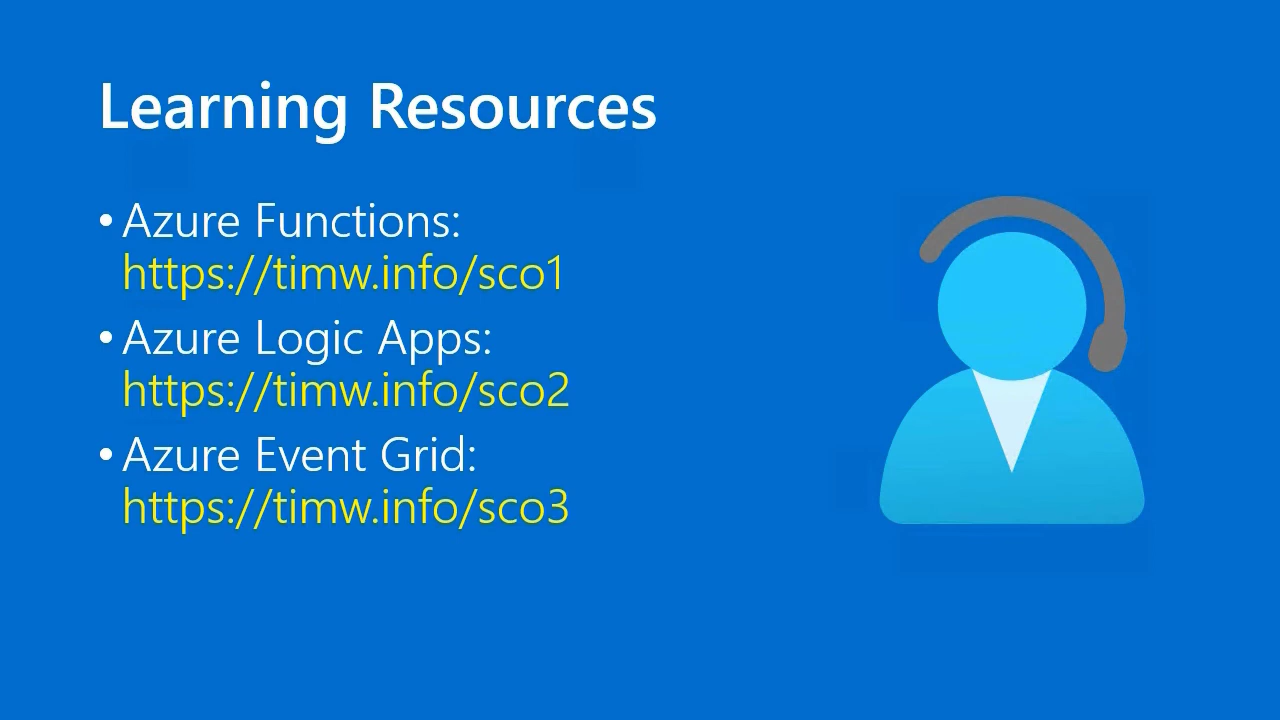 Learning Resources
• Azure Functions:
https://timw.info/sco1
• Azure Logic Apps:
https://timw.info/sco2
• Azure Event Grid:
https://timw.info/sco3